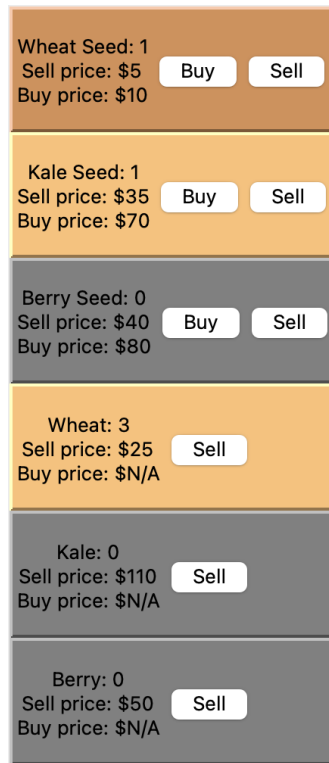 Wheat Seed: 1
Sell price: $5
Buy price: $10
Buy
Sell
Kale Seed: 1
Sell price: $35
Buy price: $70
Buy
Sell
Berry Seed: 0
Sell price: $40
Buy price: $80
Buy
Sell
Wheat: 3
Sell price: $25
Buy price: $N/A
Sell
Kale: 0
Sell price: $110
Buy price: $N/A
Sell
Berry: 0
Sell price: $50
Buy price: $N/A
Sell